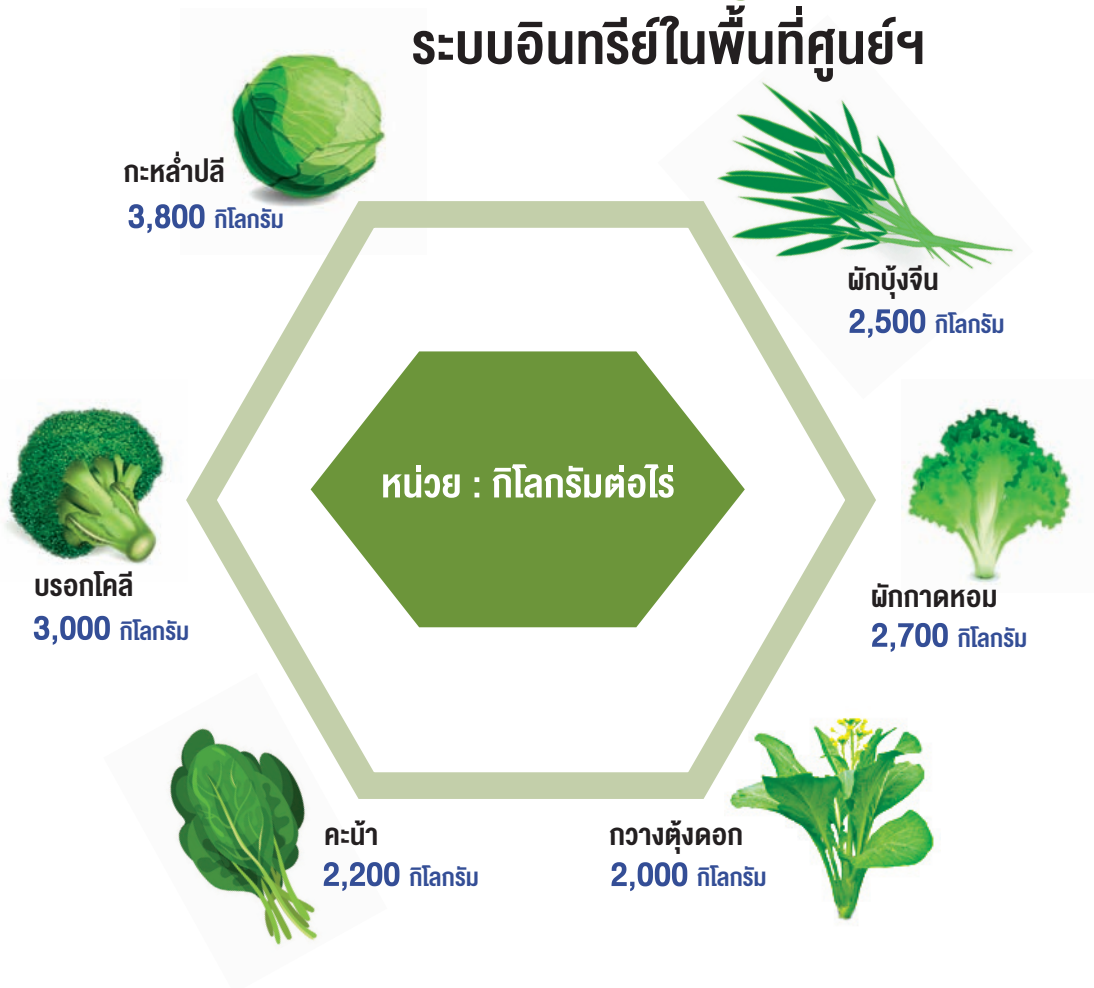 ระบบอินทรีย์ในพื้นที่ศูนย์ฯ
กะหล่ำปลี
3,800 กิโลกรัม
ผักบุ้งจีน
2,500 กิโลกรัม
หน่วย : กิโลกรัมต่อไร่
บรอกโคลี
3,000 กิโลกรัม
ผักกาดหอม
2,700 กิโลกรัม
คะน้า
2,200 กิโลกรัม
กวางตุ้งดอก
2,000 กิโลกรัม